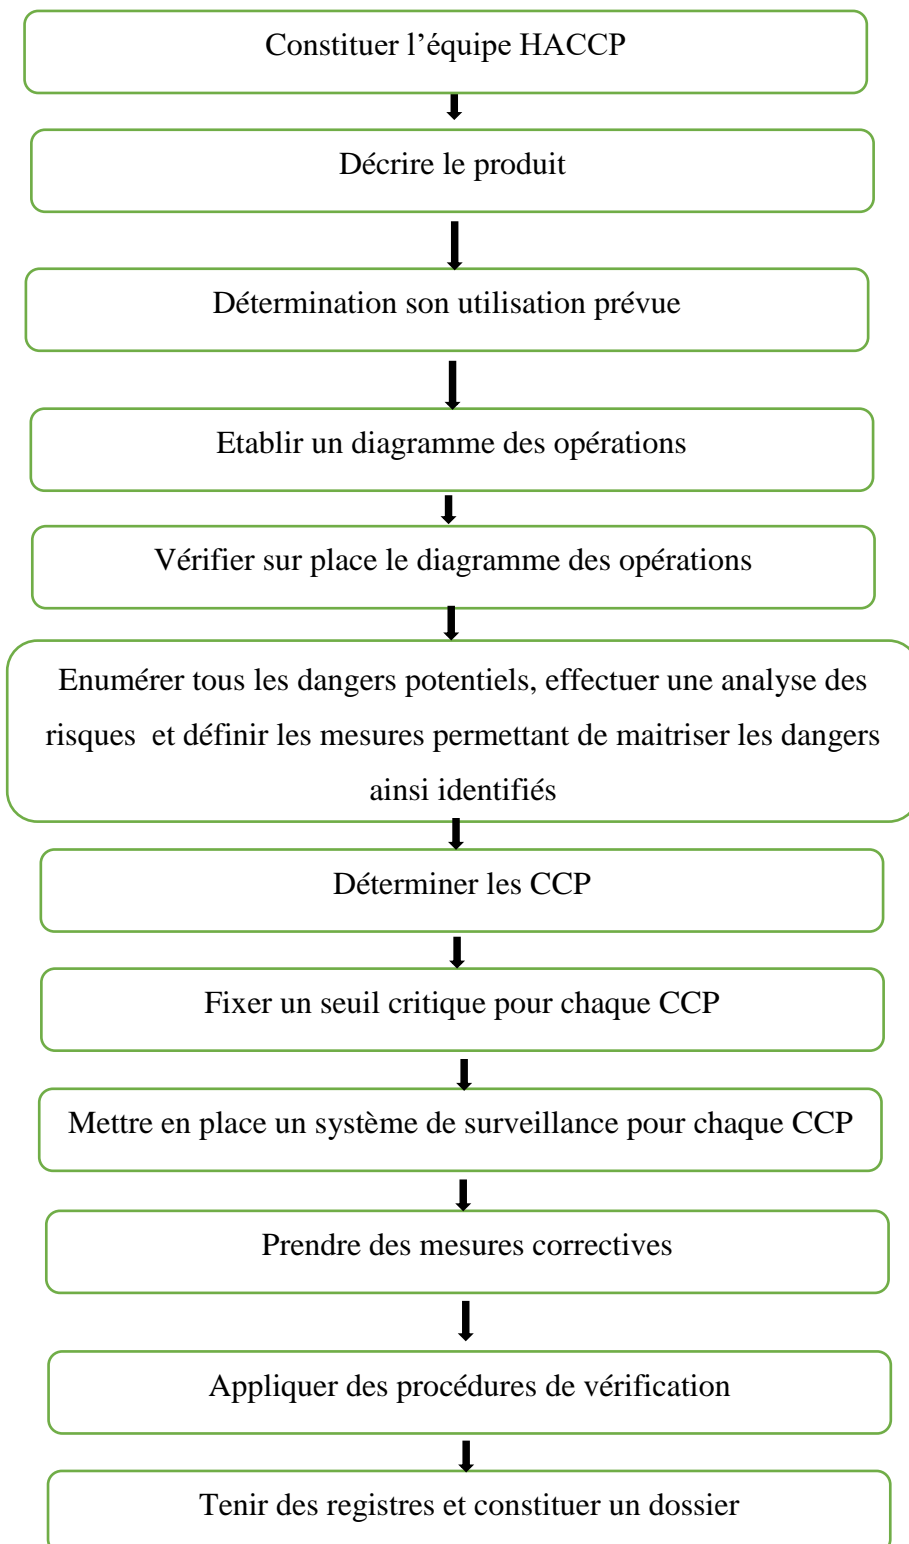 Constituer l’équipe HACCP
Décrire le produit
Détermination son utilisation prévue
Etablir un diagramme des opérations
Vérifier sur place le diagramme des opérations
Enumérer tous les dangers potentiels, effectuer une analyse des
risques  et définir les mesures permettant de maitriser les dangers
ainsi identifiés
Déterminer les CCP
Fixer un seuil critique pour chaque CCP
Mettre en place un système de surveillance pour chaque CCP
Prendre des mesures correctives
Appliquer des procédures de vérification
Tenir des registres et constituer un dossier